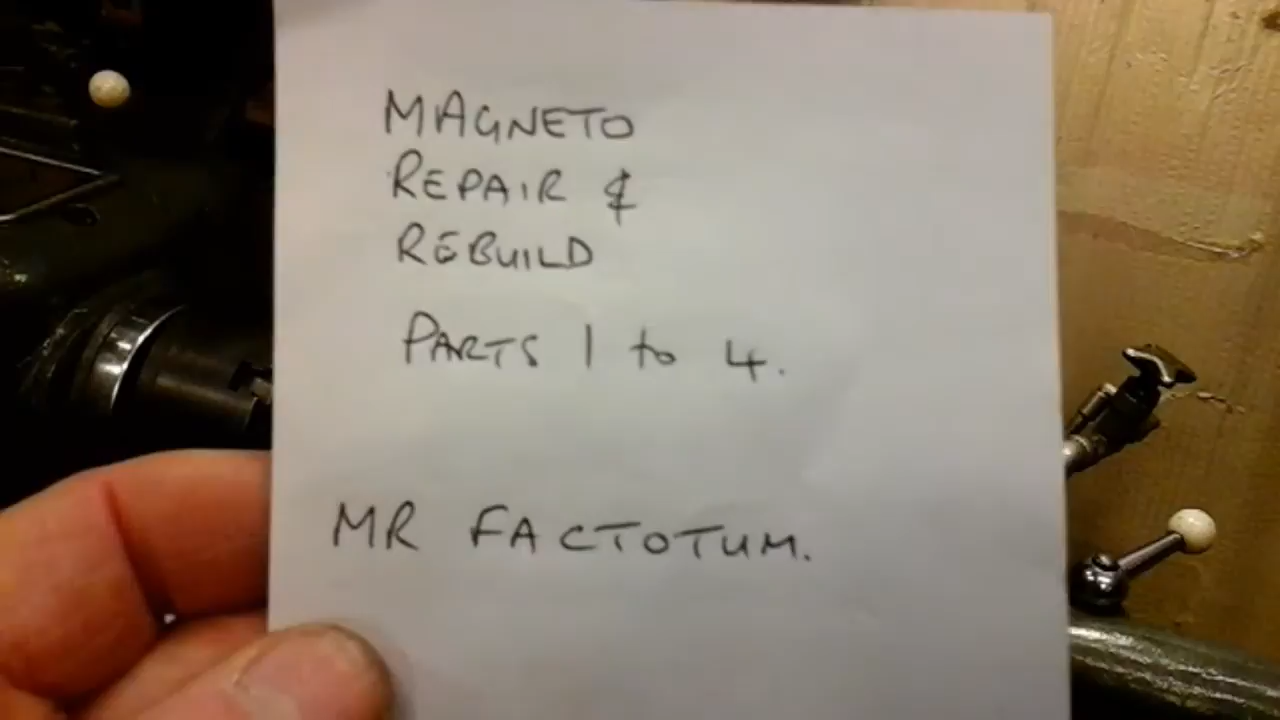 MAGNETO
REPAIR &
REBUILD
PARTS 1 to 4.
MR FACTOTUM.